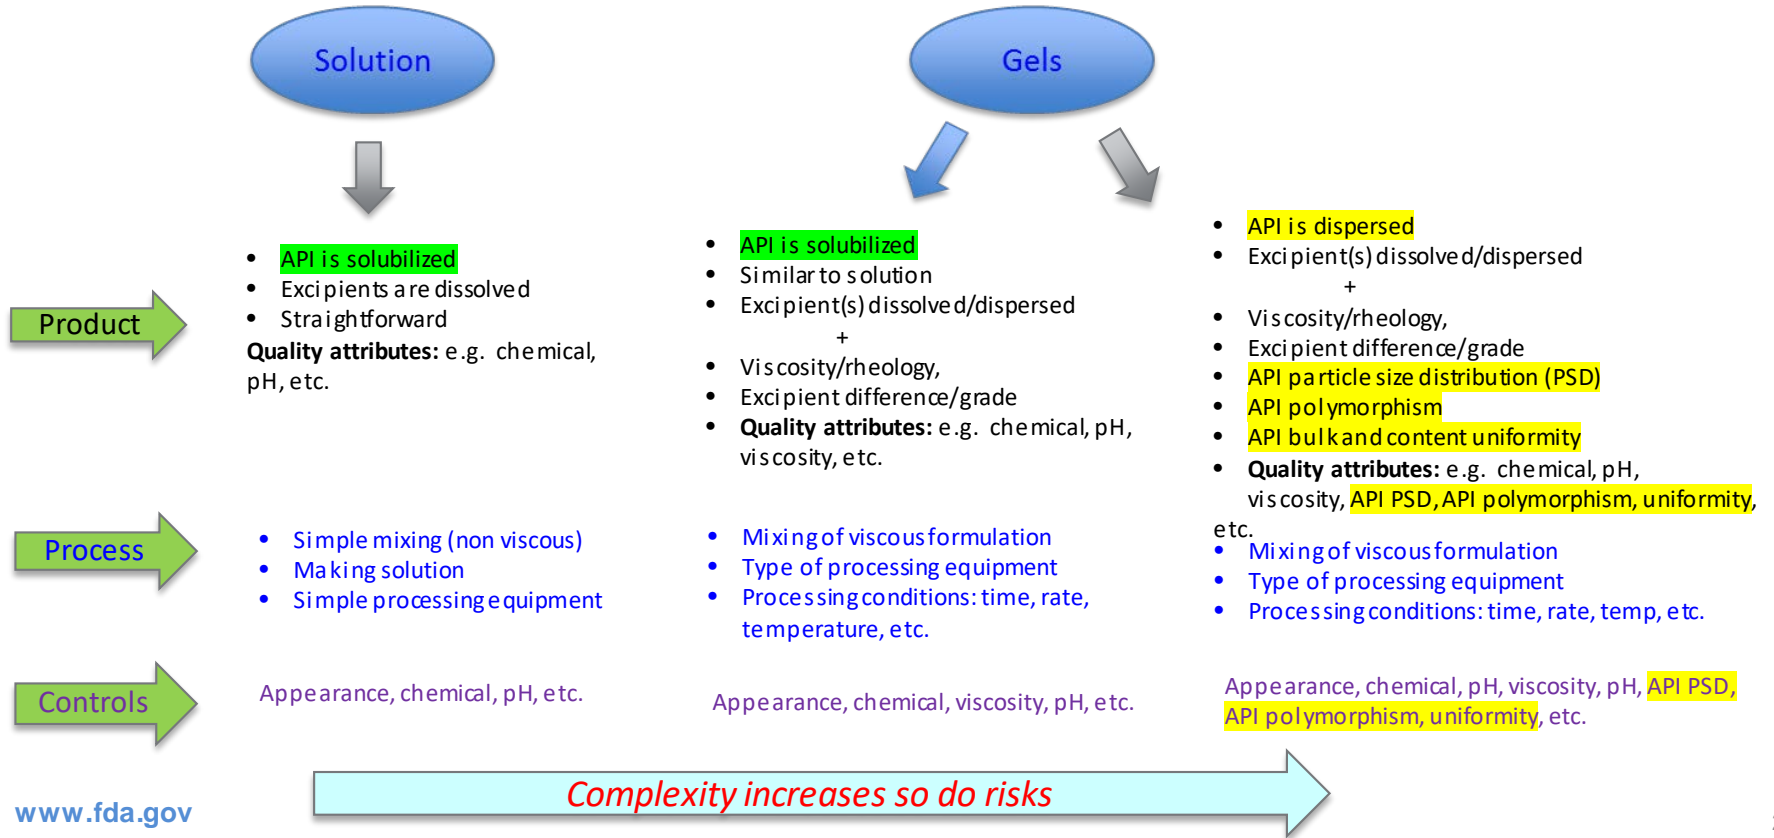 Solution
Gels
Product
• API is solubilized
• Excipients are dissolved
• Straightforward
Quality attributes: e.g. chemical,
pH, etc.
• API is solubilized
• Similar to solution
• Excipient(s) dissolved/dispersed
+
• Viscosity/rheology,
• Excipient difference/grade
• Quality attributes: e.g. chemical, pH,
viscosity, etc.
• API is dispersed
• Excipient(s) dissolved/dispersed
+
• Viscosity/rheology,
• Excipient difference/grade
• API particle size distribution (PSD)
• API polymorphism
• API bulk and content uniformity
• Quality attributes: e.g. chemical, pH,
viscosity, API PSD, API polymorphism, uniformity,
etc.
Process
• Simple mixing (non viscous)
• Making solution
• Simple processing equipment
• Mixing of viscous formulation
• Type of processing equipment
• Processing conditions: time, rate,
temperature, etc.
• Mixing of viscous formulation
• Type of processing equipment
• Processing conditions: time, rate, temp, etc.
Controls
Appearance, chemical, pH, etc.
Appearance, chemical, viscosity, pH, etc.
Appearance, chemical, pH, viscosity, pH, API PSD,
API polymorphism, uniformity, etc.
Complexity increases so do risks
www.fda.gov